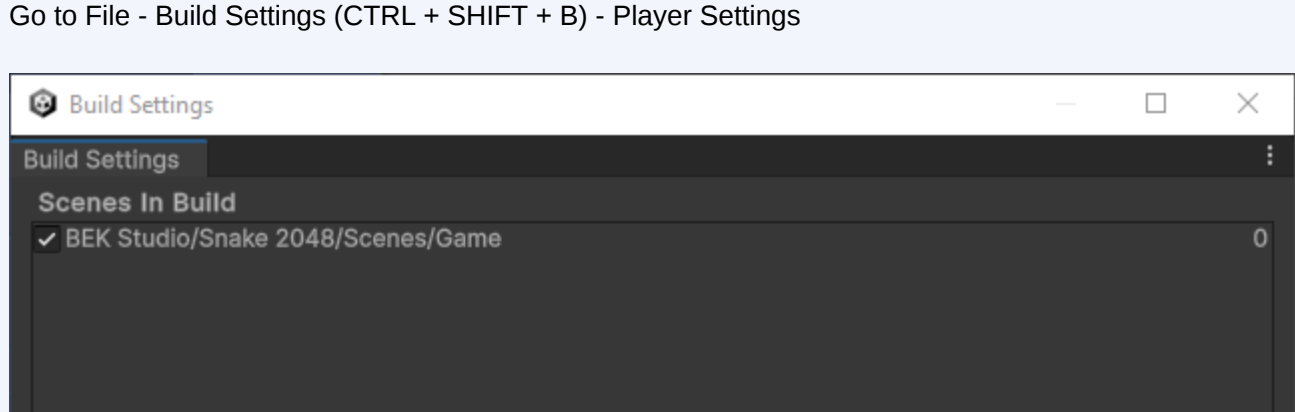 Go to File - Build Settings (CTRL + SHIFT + B) - Player Settings
Build Settings
Build Settings
Scenes In Build
BEK Studio/Snake 2048/Scenes/Game 0